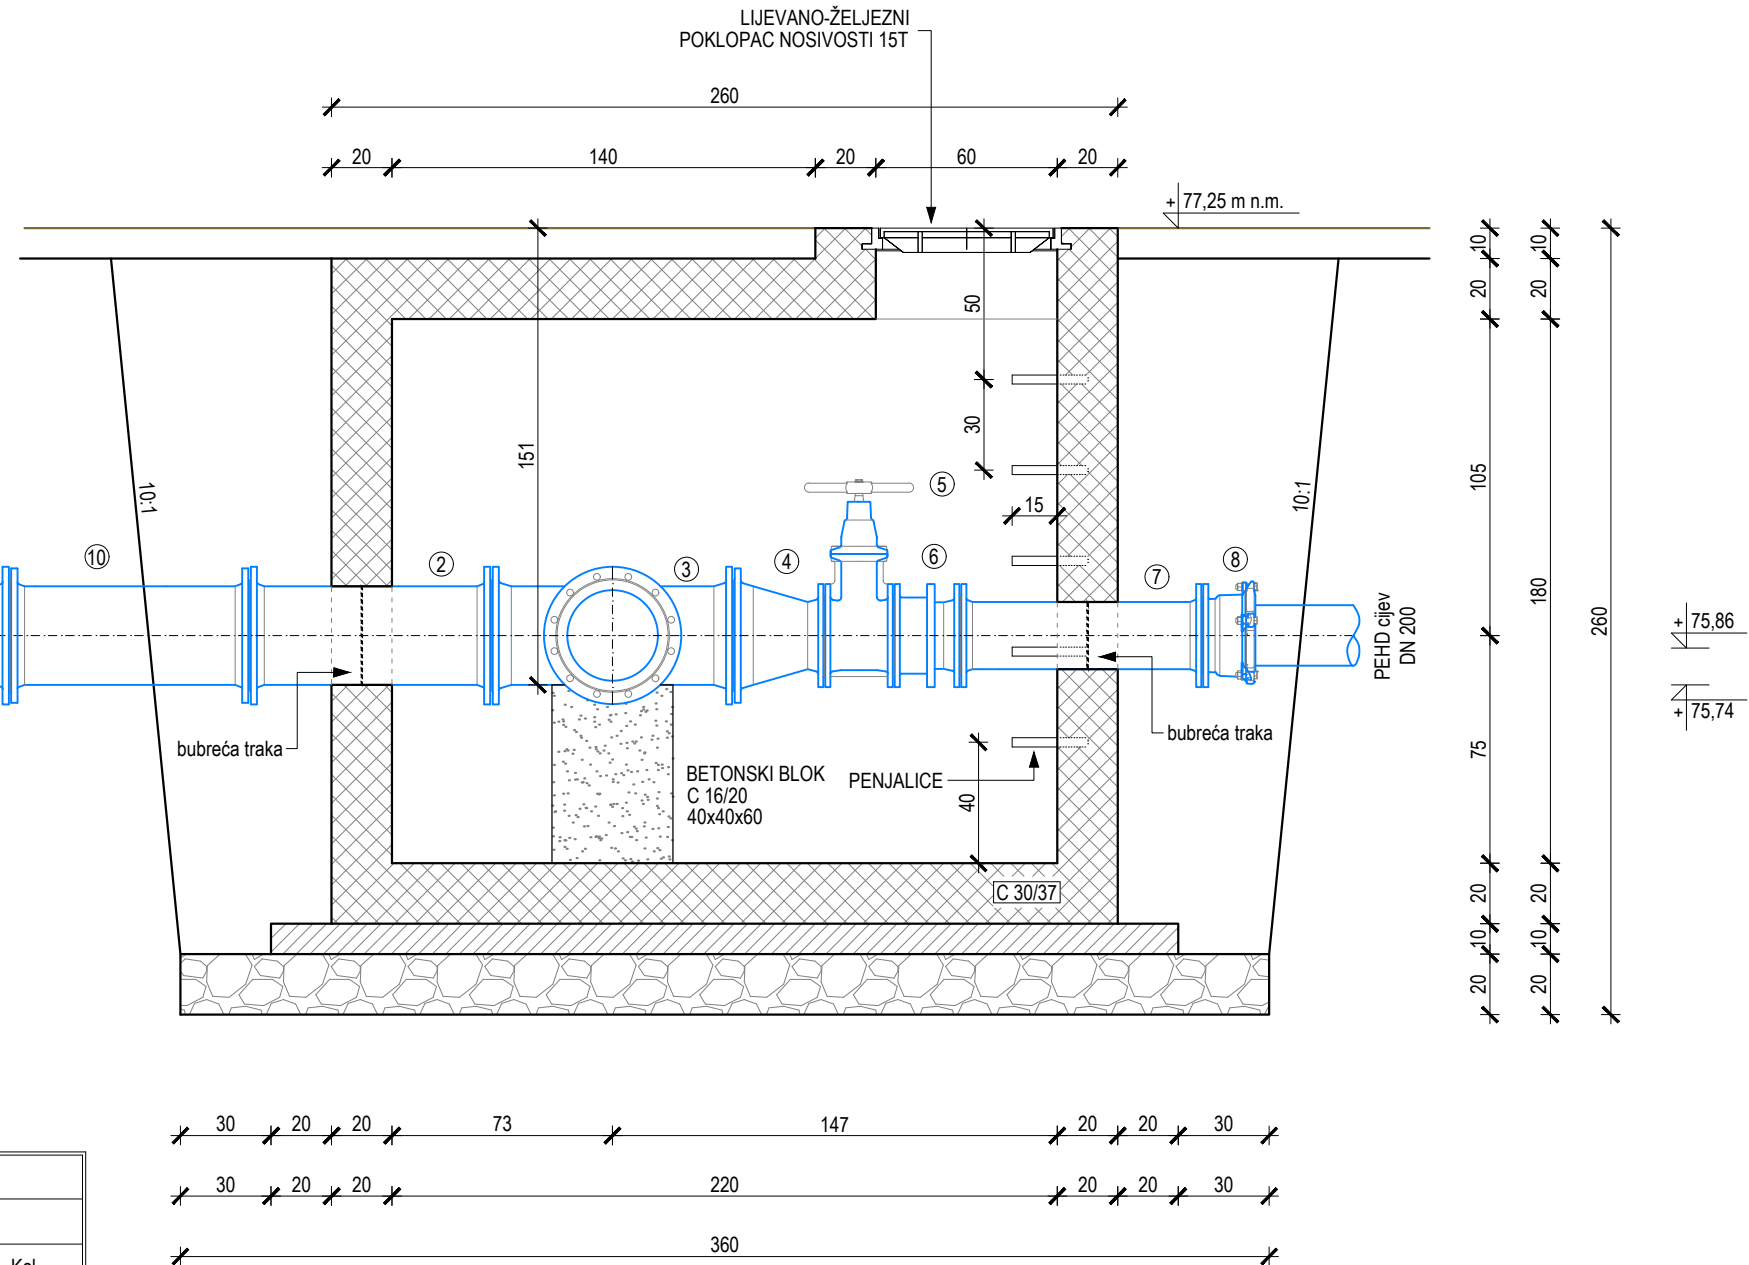 LIJEVANO-ŽELJEZNI
POKLOPAC NOSIVOSTI 15T
260
20 140 20 60 20
+ 77,25 m n.m.
10 10
20 20
50
30
151
105
180
260
10:1
10:1
15
5
10 2 3 4 6 7 8
PEHD cijev
DN 200
+ 75,86
+ 75,74
bubreća traka
bubreća traka
BETONSKI BLOK
C 16/20
40x40x60
PENJALICE
40
75
C 30/37
20 20
10 10
20 20
30 20 20 73 147 20 20 30
30 20 20 220 20 20 30
360